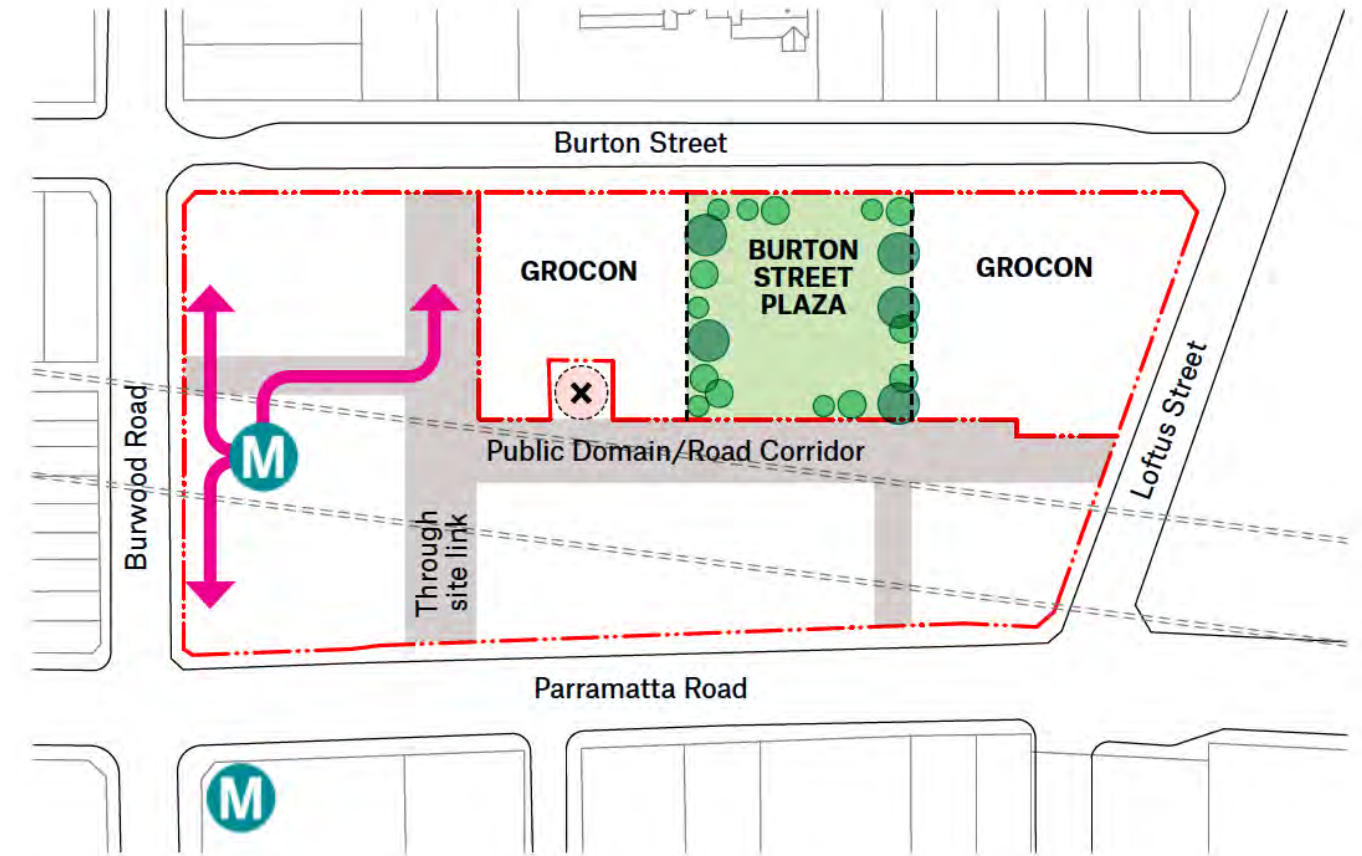 Burton Street
GROCON
BURTON
STREET
PLAZA
GROCON
Burwood Road
M
Public Domain/Road Corridor
Through
site link
Loftus Street
Parramatta Road
M